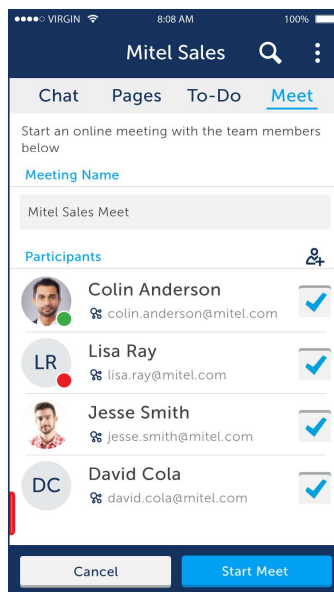 VIRGIN 8:08 AM 100%
Mitel Sales
Chat Pages To-Do Meet
Start an online meeting with the team members
below
Meeting Name
Mitel Sales Meet
Participants
Colin Anderson
colin.anderson@mitel.com
LR
Lisa Ray
lisa.ray@mitel.com
Jesse Smith
jesse.smith@mitel.com
DC
David Cola
david.cola@mitel.com
Cancel Start Meet